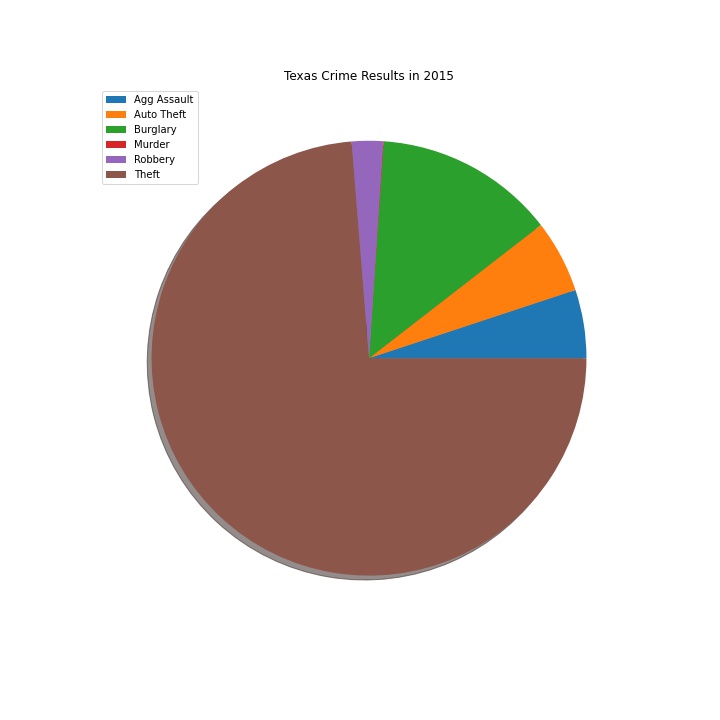 Texas Crime Results in 2015
Agg Assault
Auto Theft
Burglary
Murder
Robbery
Theft